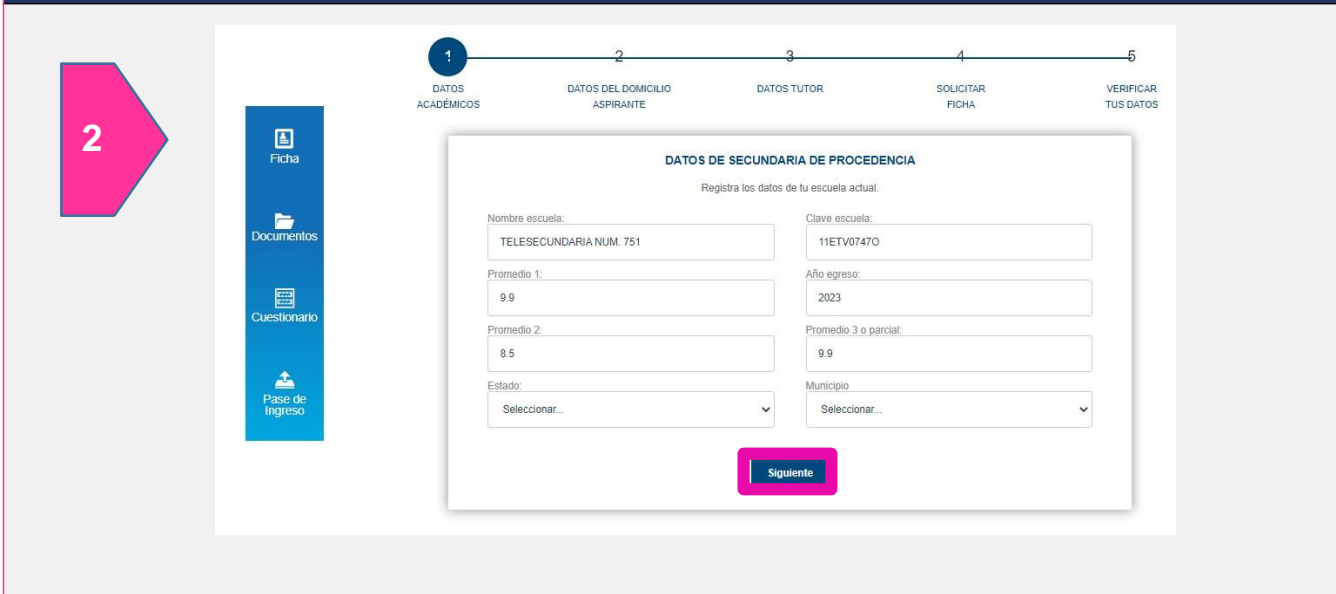 2
1
2
3
4
5
DATOS
ACADÉMICOS
DATOS DEL DOMICILIO
ASPIRANTE
DATOS TUTOR
SOLICITAR
FICHA
VERIFICAR
TUS DATOS
Ficha
Documentos
Cuestionario
Pase de
Ingreso
DATOS DE SECUNDARIA DE PROCEDENCIA
Registra los datos de tu escuela actual.
Nombre escuela:
TELESECUNDARIA NUM. 751
Clave escuela:
11ETV0747O
Promedio 1:
9.9
Año egreso:
2023
Promedio 2:
8.5
Promedio 3 o parcial:
9.9
Estado:
Seleccionar...
Municipio
Seleccionar...
Siguiente